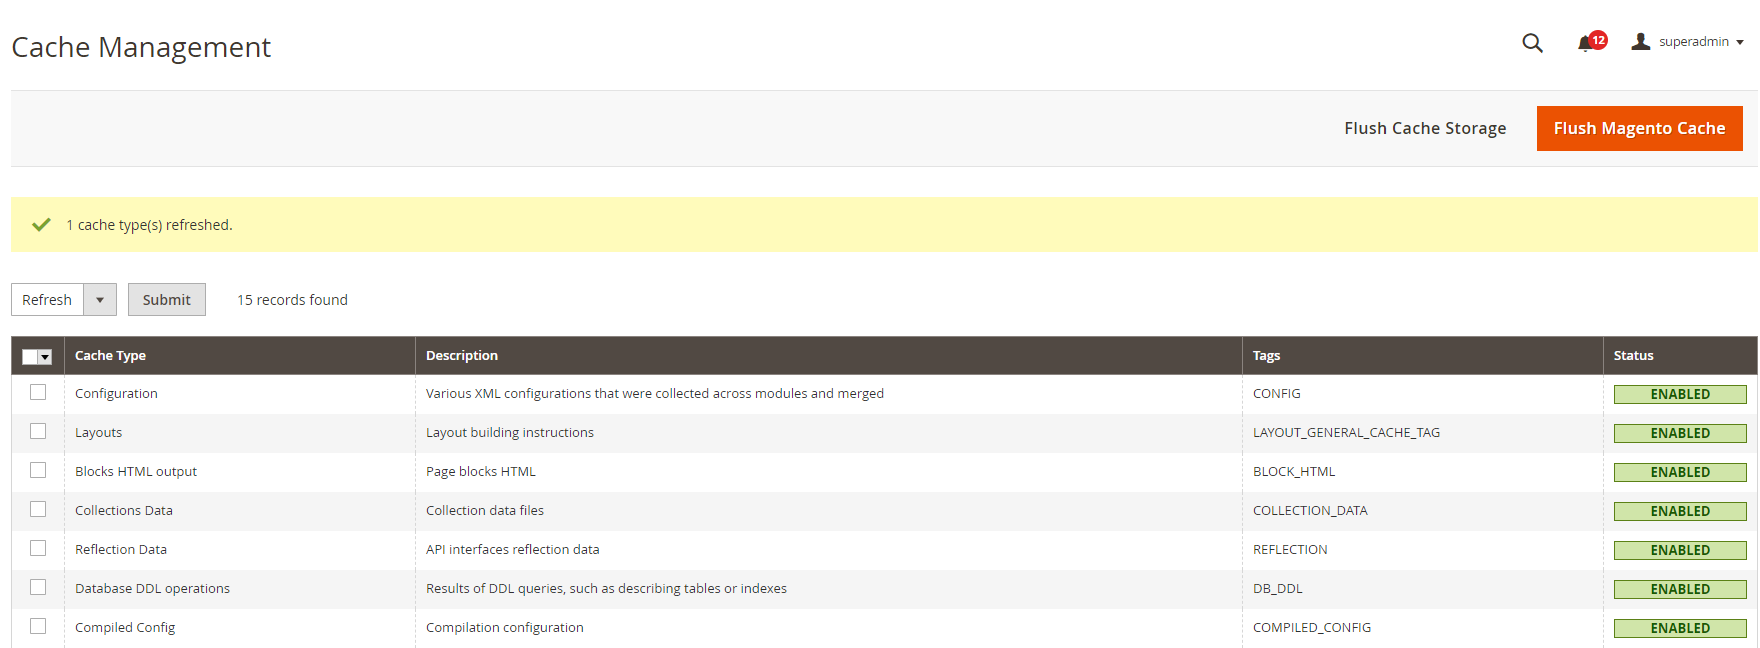 Cache Management
12
superadmin
Flush Cache Storage
Flush Magento Cache
1 cache type(s) refreshed.
Refresh
Submit
15 records found
Cache Type Description Tags Status
Configuration Various XML configurations that were collected across modules and merged CONFIG ENABLED
Layouts Layout building instructions LAYOUT_GENERAL_CACHE_TAG ENABLED
Blocks HTML output Page blocks HTML BLOCK_HTML ENABLED
Collections Data Collection data files COLLECTION_DATA ENABLED
Reflection Data API interfaces reflection data REFLECTION ENABLED
Database DDL operations Results of DDL queries, such as describing tables or indexes DB_DDL ENABLED
Compiled Config Compilation configuration COMPILED_CONFIG ENABLED